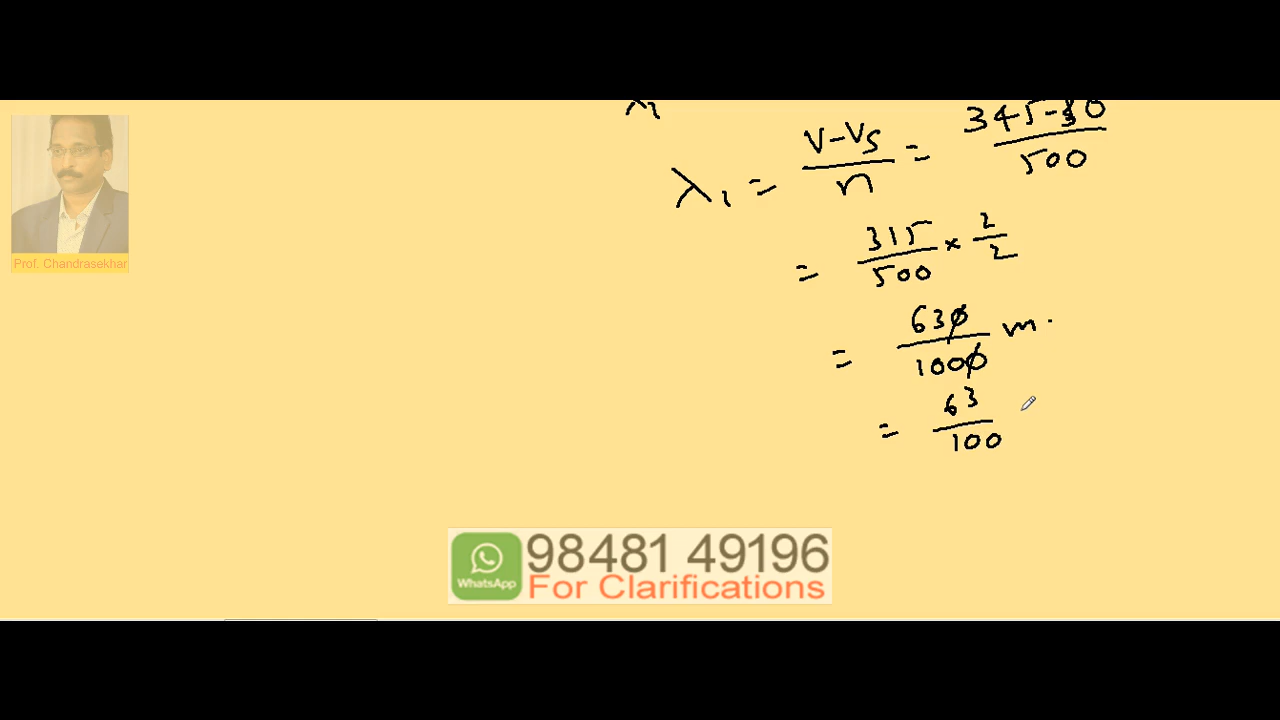 λ1
λ1 = V-Vs/n = 345-30/500
= 315/500 × 2/2
= 630/1000 m.
= 63/100
Prof. Chandrasekhar
WhatsApp
98481 49196
For Clarifications